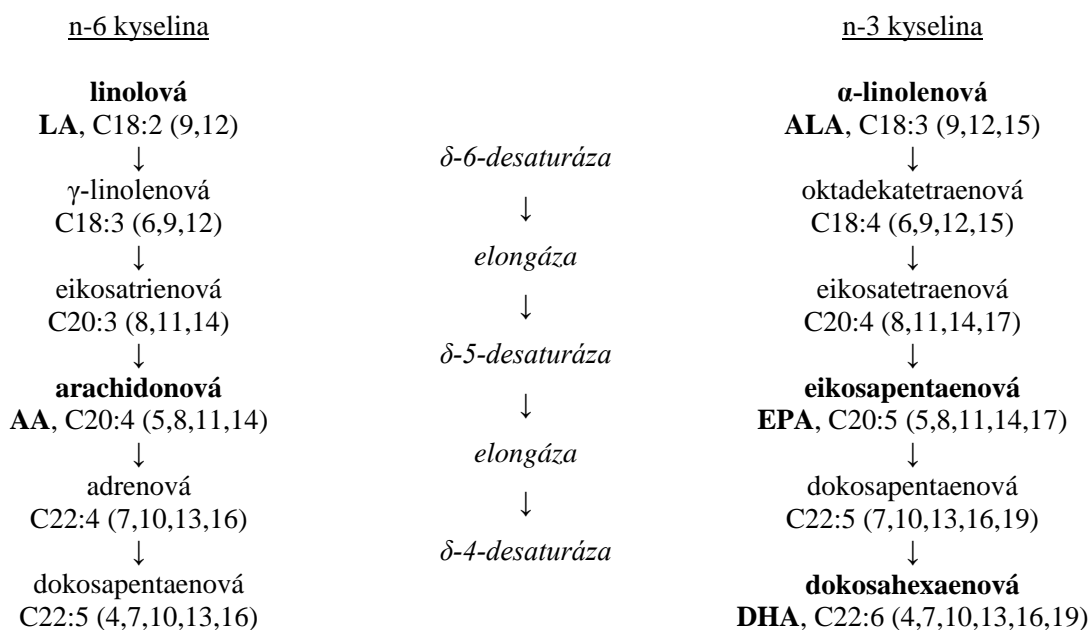 n-6 kyselina
linolová
LA, C18:2 (9,12)
↓
γ-linolenová
C18:3 (6,9,12)
↓
eikosatrienová
C20:3 (8,11,14)
↓
arachidonová
AA, C20:4 (5,8,11,14)
↓
adrenová
C22:4 (7,10,13,16)
↓
dokosapentaenová
C22:5 (4,7,10,13,16)
δ-6-desaturáza
↓
elongáza
↓
δ-5-desaturáza
↓
elongáza
↓
δ-4-desaturáza
n-3 kyselina
α-linolenová
ALA, C18:3 (9,12,15)
↓
oktadekatetraenová
C18:4 (6,9,12,15)
↓
eikosatetraenová
C20:4 (8,11,14,17)
↓
eikosapentaenová
EPA, C20:5 (5,8,11,14,17)
↓
dokosapentaenová
C22:5 (7,10,13,16,19)
↓
dokosahexaenová
DHA, C22:6 (4,7,10,13,16,19)